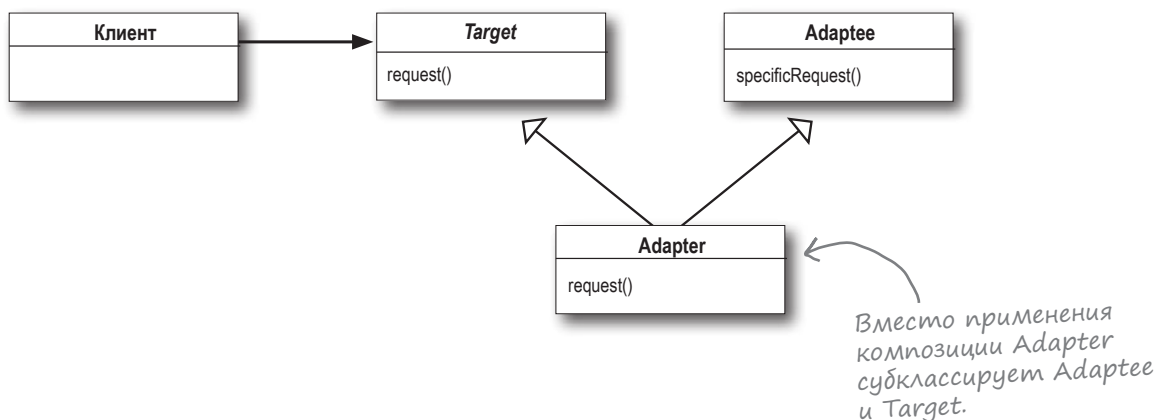 Клиент
Target
request()
Adaptee
specificRequest()
Adapter
request()
Вместо применения
композиции Adapter
субклассирует Adaptee
и Target.